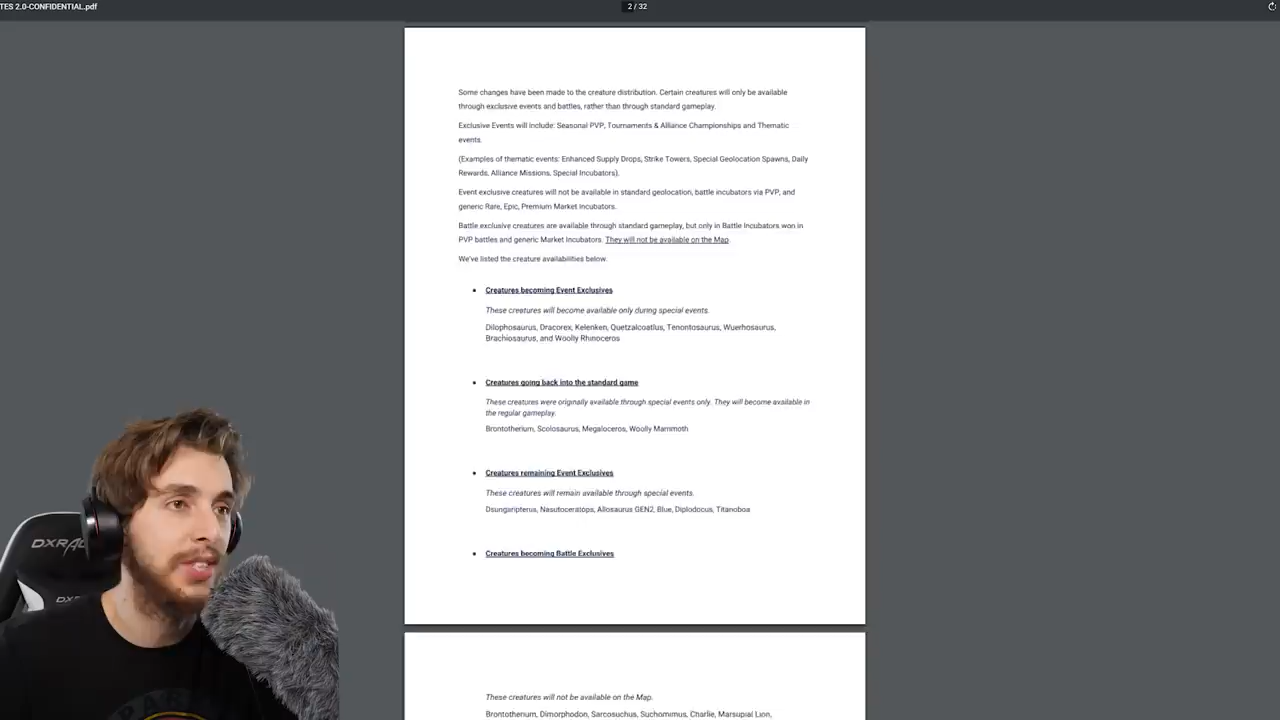 TES 2.0-CONFIDENTIAL.pdf
2 / 32
Some changes have been made to the creature distribution. Certain creatures will only be available
through exclusive events and battles, rather than through standard gameplay.
Exclusive Events will Include: Seasonal PVP, Tournaments & Alliance Championships and Thematic
events.
(Examples of thematic events: Enhanced Supply Drops, Strike Towers, Special Geolocation Spawns, Daily
Rewards, Alliance Missions, Special Incubators).
Event exclusive creatures will not be available in standard geolocation, battle incubators via PVP, and
generic Rare, Epic, Premium Market Incubators.
Battle exclusive creatures are available through standard gameplay, but only in Battle Incubators won in
PVP battles and generic Market Incubators. They will not be available on the Map.
We've listed the creature availabilities below.
• Creatures becoming Event Exclusives
These creatures will become available only during special events.
Dilophosaurus, Dracorex, Kelenken, Quetzalcoatlus, Tenontosaurus, Wuerhosaurus,
Brachiosaurus, and Woolly Rhinoceros
• Creatures going back into the standard game
These creatures were originally available through special events only. They will become available in
the regular gameplay.
Brontotherium, Scolosaurus, Megaloceros, Woolly Mammoth
• Creatures remaining Event Exclusives
These creatures will remain available through special events.
Dsungaripterus, Nasutoceratops, Allosaurus GEN2, Blue, Diplodocus, Titanoboa
• Creatures becoming Battle Exclusives
These creatures will not be available on the Map.
Brontotherium, Dimorphodon, Sarcosuchus, Suchomimus, Charlie, Marsupial Lion,